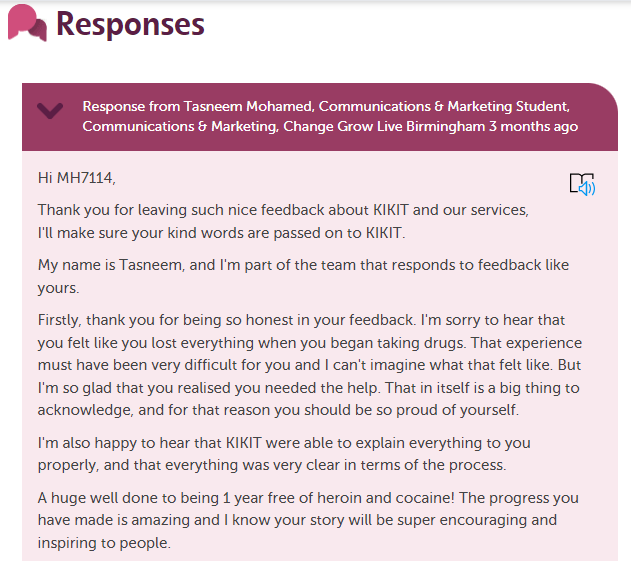 Responses
Response from Tasneem Mohamed, Communications & Marketing Student,
Communications & Marketing, Change Grow Live Birmingham 3 months ago
Hi MH7114,
Thank you for leaving such nice feedback about KIKIT and our services,
I'll make sure your kind words are passed on to KIKIT.
My name is Tasneem, and I'm part of the team that responds to feedback like
yours.
Firstly, thank you for being so honest in your feedback. I'm sorry to hear that
you felt like you lost everything when you began taking drugs. That experience
must have been very difficult for you and I can't imagine what that felt like. But
I'm so glad that you realised you needed the help. That in itself is a big thing to
acknowledge, and for that reason you should be so proud of yourself.
I'm also happy to hear that KIKIT were able to explain everything to you
properly, and that everything was very clear in terms of the process.
A huge well done to being 1 year free of heroin and cocaine! The progress you
have made is amazing and I know your story will be super encouraging and
inspiring to people.